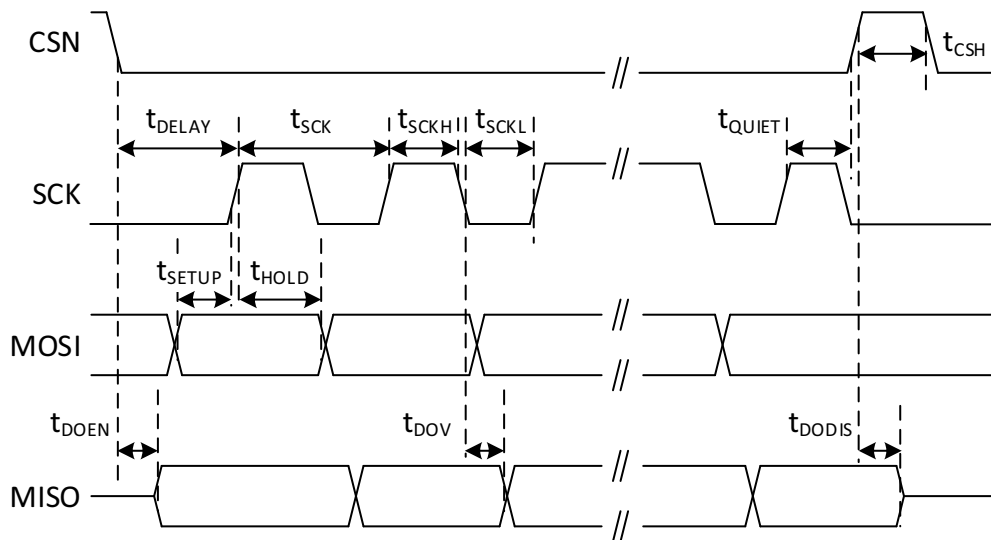 CSN
t_CSH
t_DELAY
t_SCK
t_SCKH
t_SCKL
t_QUIET
SCK
t_SETUP
t_HOLD
MOSI
t_DOEN
t_DOV
t_DODIS
MISO